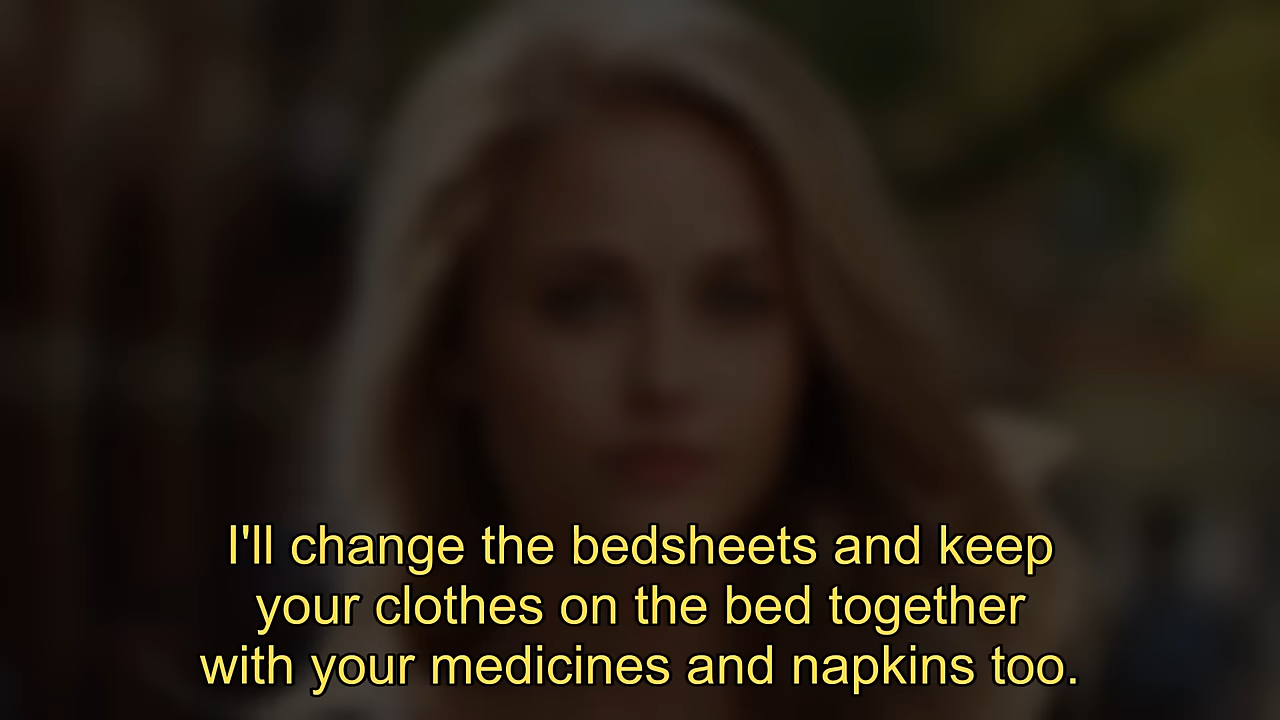 I'll change the bedsheets and keep
your clothes on the bed together
with your medicines and napkins too.